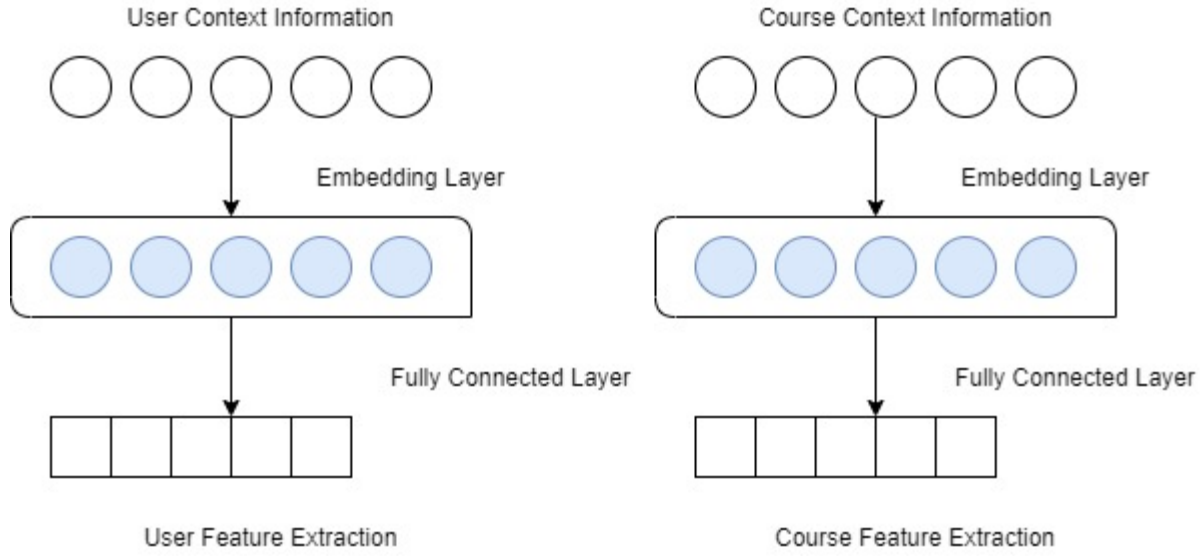 User Context Information
Course Context Information
Embedding Layer
Embedding Layer
Fully Connected Layer
Fully Connected Layer
User Feature Extraction
Course Feature Extraction